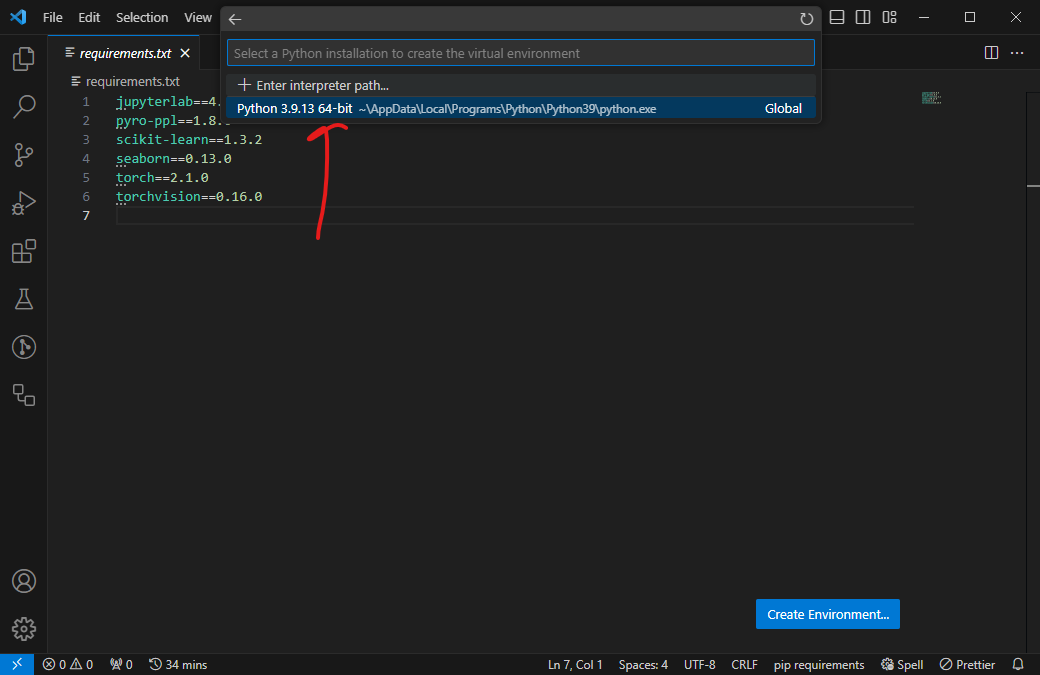 File Edit Selection View
requirements.txt
Select a Python installation to create the virtual environment
requirements.txt
Enter interpreter path...
1 jupyterlab==4.
Python 3.9.13 64-bit ~\AppData\Local\Programs\Python\Python39\python.exe Global
2 pyro-ppl==1.8.
3 scikit-learn==1.3.2
4 seaborn==0.13.0
5 torch==2.1.0
6 torchvision==0.16.0
7
Create Environment...
0 0 0 34 mins Ln 7, Col 1 Spaces: 4 UTF-8 CRLF pip requirements Spell Prettier